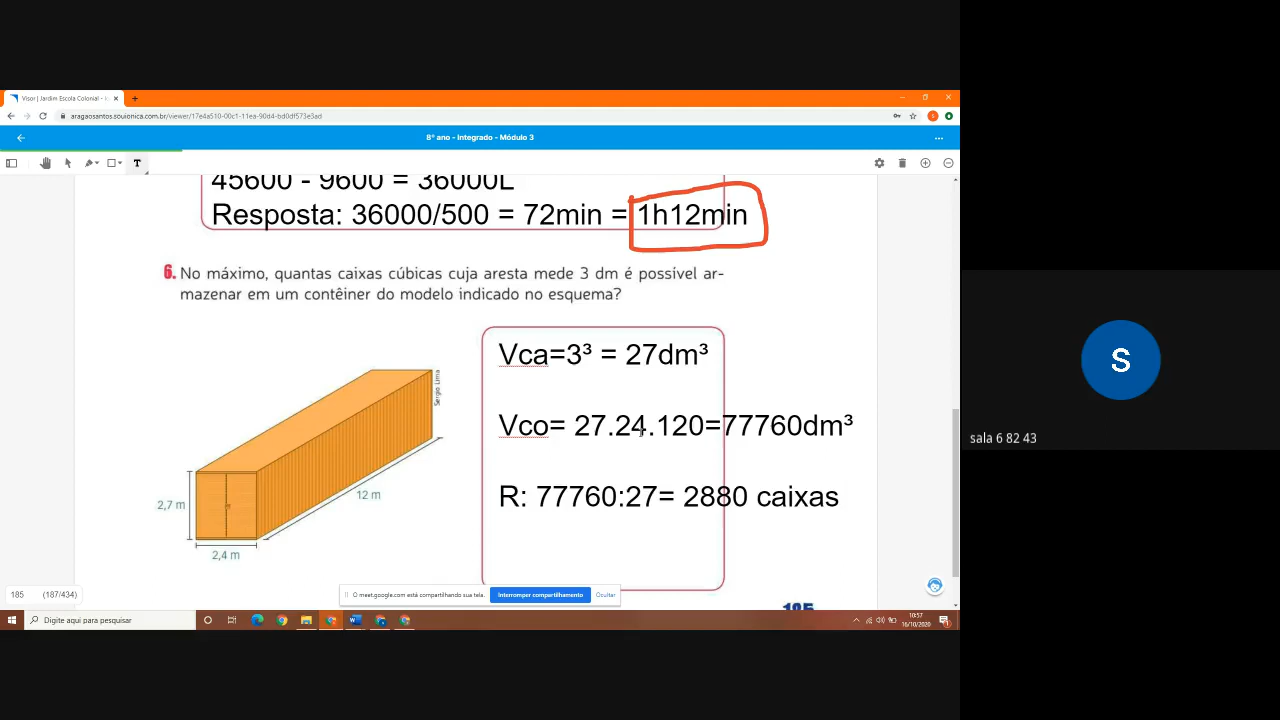 Visor | Jardim Escola Colonial - I
aragaosantos.souionica.com.br/viewer/17e4a510-00c1-11ea-90d4-bd0df573e3ad
8º ano - Integrado - Módulo 3
T
45600 - 9600 = 36000L
Resposta: 36000/500 = 72min = 1h12min
6. No máximo, quantas caixas cúbicas cuja aresta mede 3 dm é possível ar-
mazenar em um contêiner do modelo indicado no esquema?
Vca=3³ = 27dm³
Sergio Lima
Vco= 27.24.120=77760dm³
S
sala 6 82 43
R: 77760:27= 2880 caixas
2,7 m
12 m
2,4 m
185 (187/434)
O meet.google.com está compartilhando sua tela.
Interromper compartilhamento
Ocultar
185
Digite aqui para pesquisar
10:57
16/10/2020